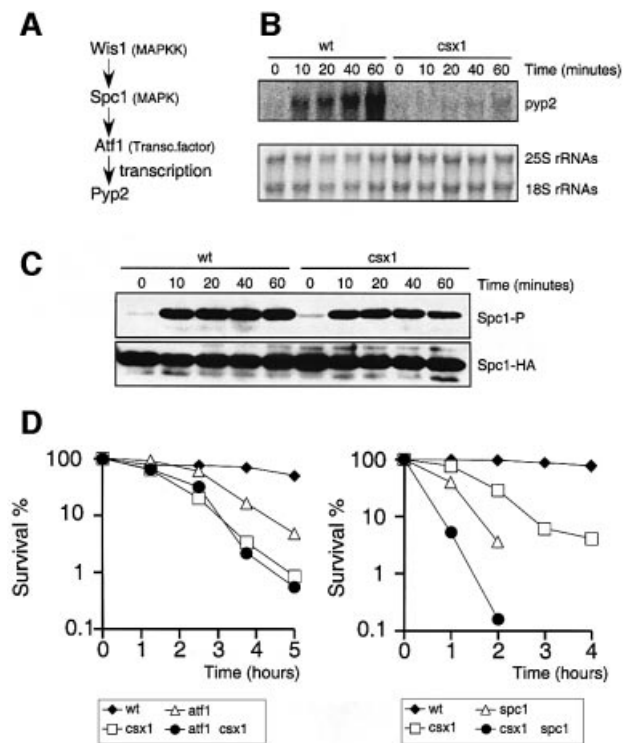 A
Wis1 (MAPKK)
Spc1 (MAPK)
Atf1 (Transc.factor)
transcription
Pyp2
B
wt csx1
0 10 20 40 60 0 10 20 40 60 Time (minutes)
pyp2
25S rRNAs
18S rRNAs
C
wt csx1
0 10 20 40 60 0 10 20 40 60 Time (minutes)
Spc1-P
Spc1-HA
D
Survival %
100
10
1
0.1
0 1 2 3 4 5
Time (hours)
wt atf1
csx1 atf1 csx1
Survival %
100
10
1
0.1
0 1 2 3 4
Time (hours)
wt spc1
csx1 csx1 spc1